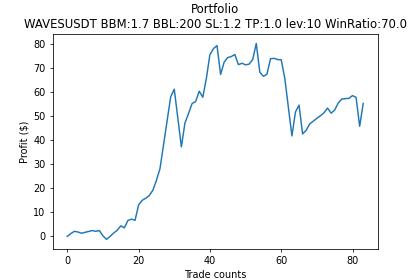 Portfolio
WAVESUSDT BBM:1.7 BBL:200 SL:1.2 TP:1.0 lev:10 WinRatio:70.0
80
70
60
50
40
30
20
10
0
Profit ($)
0 20 40 60 80
Trade counts